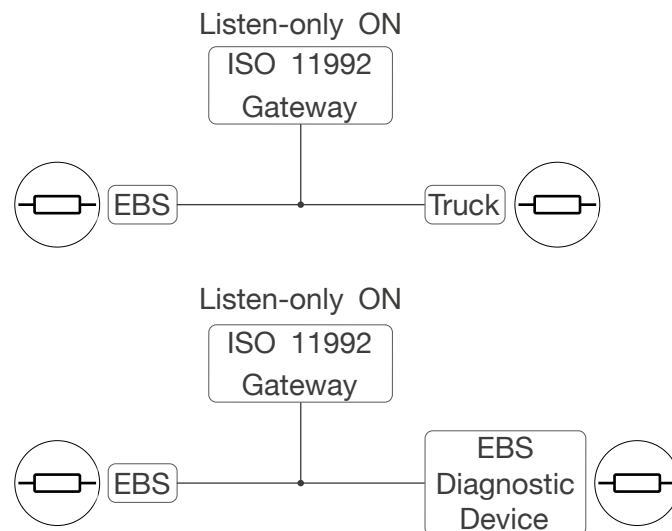 Listen-only ON
ISO 11992
Gateway
EBS
Truck
Listen-only ON
ISO 11992
Gateway
EBS
EBS
Diagnostic
Device